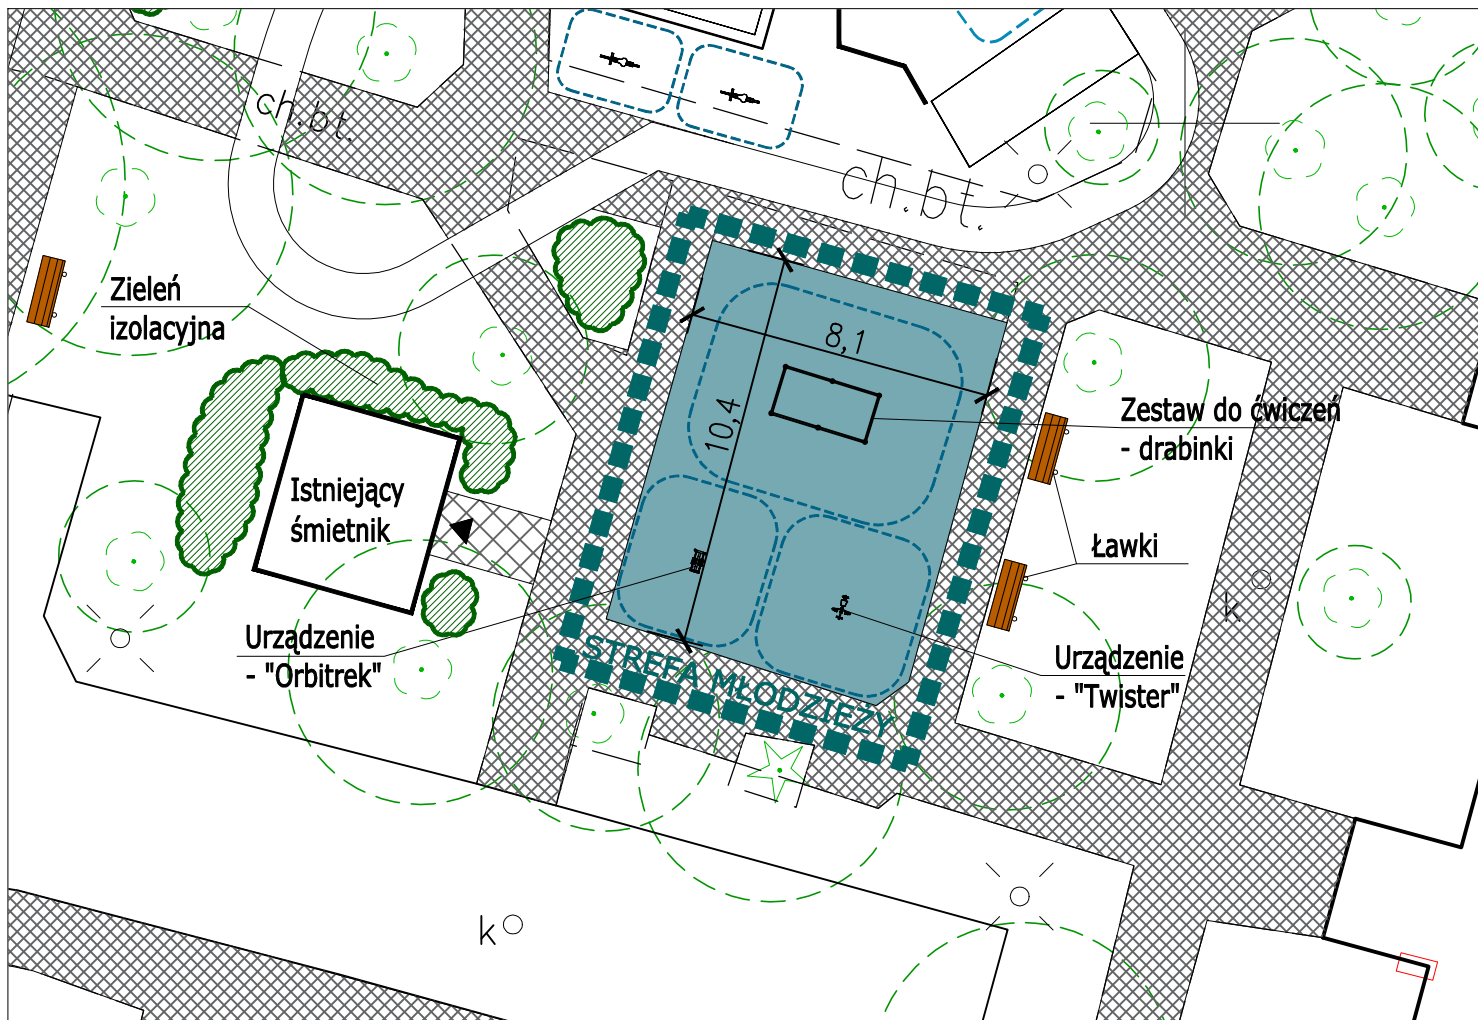 ch.bt.
ch.bt.
Zieleń
izolacyjna
8,1
10,4
Zestaw do ćwiczeń
- drabinki
Istniejący
śmietnik
Ławki
k
Urządzenie
- "Orbitrek"
STREFA MŁODZIEŻY
Urządzenie
- "Twister"
k